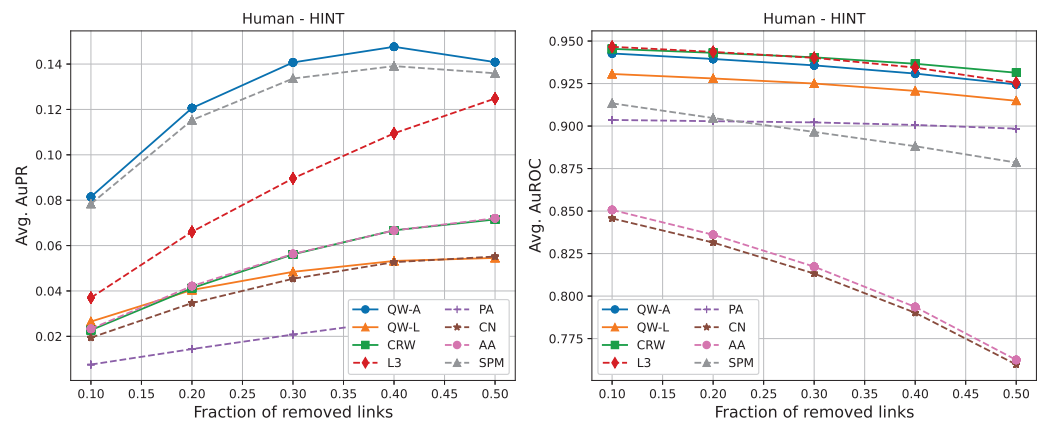 Human - HINT
Avg. AuPR
0.14
0.12
0.10
0.08
0.06
0.04
0.02
QW-A
QW-L
CRW
L3
PA
CN
AA
SPM
0.10 0.15 0.20 0.25 0.30 0.35 0.40 0.45 0.50
Fraction of removed links
Human - HINT
Avg. AuROC
0.950
0.925
0.900
0.875
0.850
0.825
0.800
0.775
QW-A
QW-L
CRW
L3
PA
CN
AA
SPM
0.10 0.15 0.20 0.25 0.30 0.35 0.40 0.45 0.50
Fraction of removed links